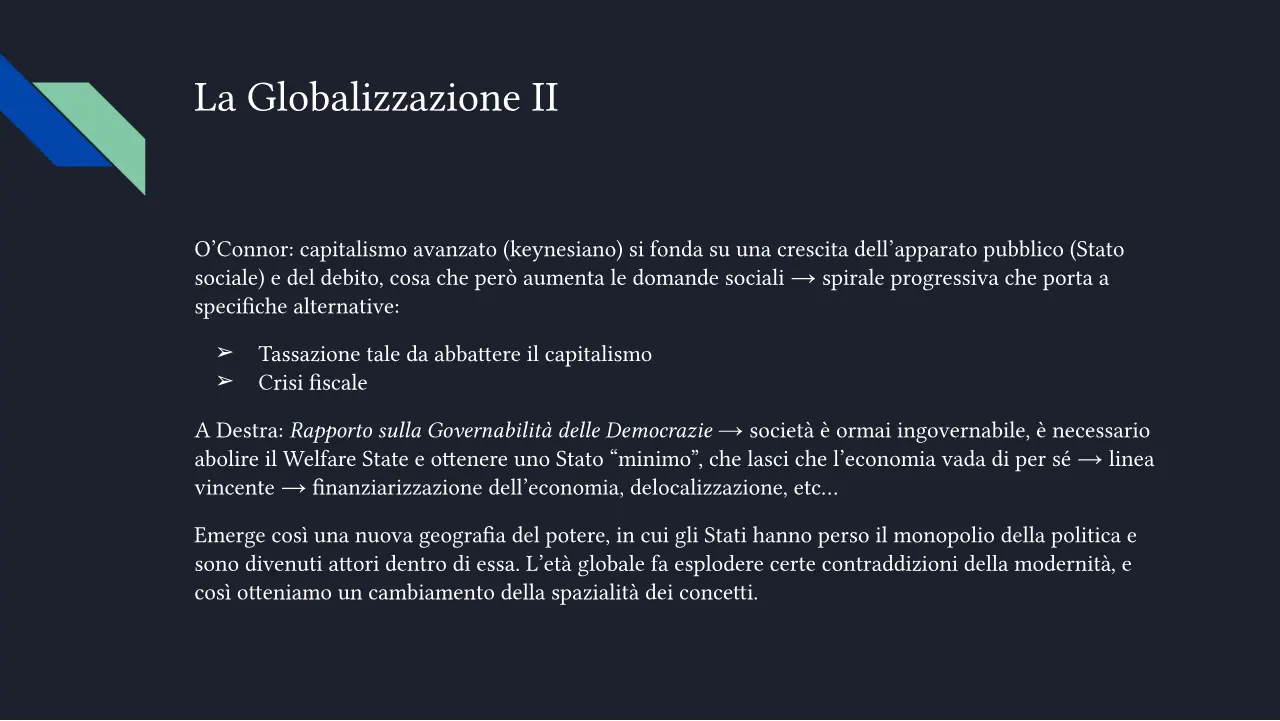 La Globalizzazione II
O’Connor: capitalismo avanzato (keynesiano) si fonda su una crescita dell’apparato pubblico (Stato
sociale) e del debito, cosa che però aumenta le domande sociali ⟶ spirale progressiva che porta a
specifiche alternative:
➢ Tassazione tale da abbattere il capitalismo
➢ Crisi fiscale
A Destra: Rapporto sulla Governabilità delle Democrazie ⟶ società è ormai ingovernabile, è necessario
abolire il Welfare State e ottenere uno Stato “minimo”, che lasci che l’economia vada di per sé ⟶ linea
vincente ⟶ finanziarizzazione dell’economia, delocalizzazione, etc…
Emerge così una nuova geografia del potere, in cui gli Stati hanno perso il monopolio della politica e
sono divenuti attori dentro di essa. L’età globale fa esplodere certe contraddizioni della modernità, e
così otteniamo un cambiamento della spazialità dei concetti.